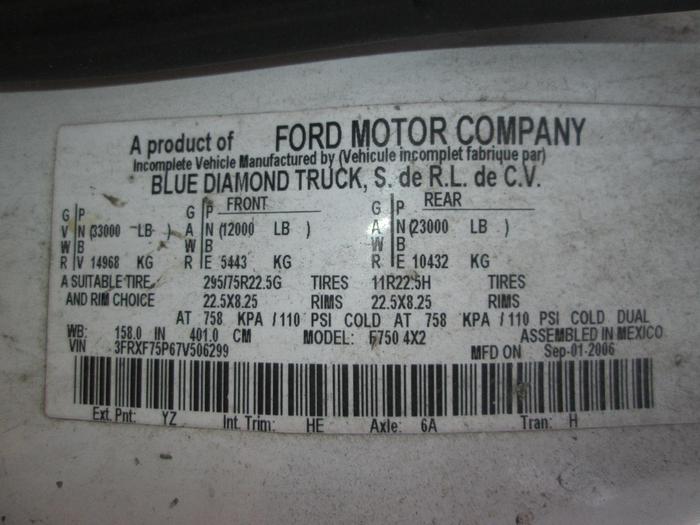 A product of FORD MOTOR COMPANY
Incomplete Vehicle Manufactured by (Vehicule incomplet fabrique par)
BLUE DIAMOND TRUCK, S. de R.L. de C.V.
G P G P FRONT G P REAR
V N (33000 LB ) A N (12000 LB ) A N (23000 LB )
W B W B W B
R V 14968 KG R E 5443 KG R E 10432 KG
A SUITABLE TIRE 295/75R22.5G TIRES 11R22.5H TIRES
AND RIM CHOICE 22.5X8.25 RIMS 22.5X8.25 RIMS
AT 758 KPA /110 PSI COLD AT 758 KPA /110 PSI COLD DUAL
WB: 158.0 IN 401.0 CM MODEL: F750 4X2 ASSEMBLED IN MEXICO
VIN 3FRXF75P67V506299 MFD ON Sep-01-2006
Ext. Pnt: YZ Int. Trim: HE Axle: 6A Tran: H